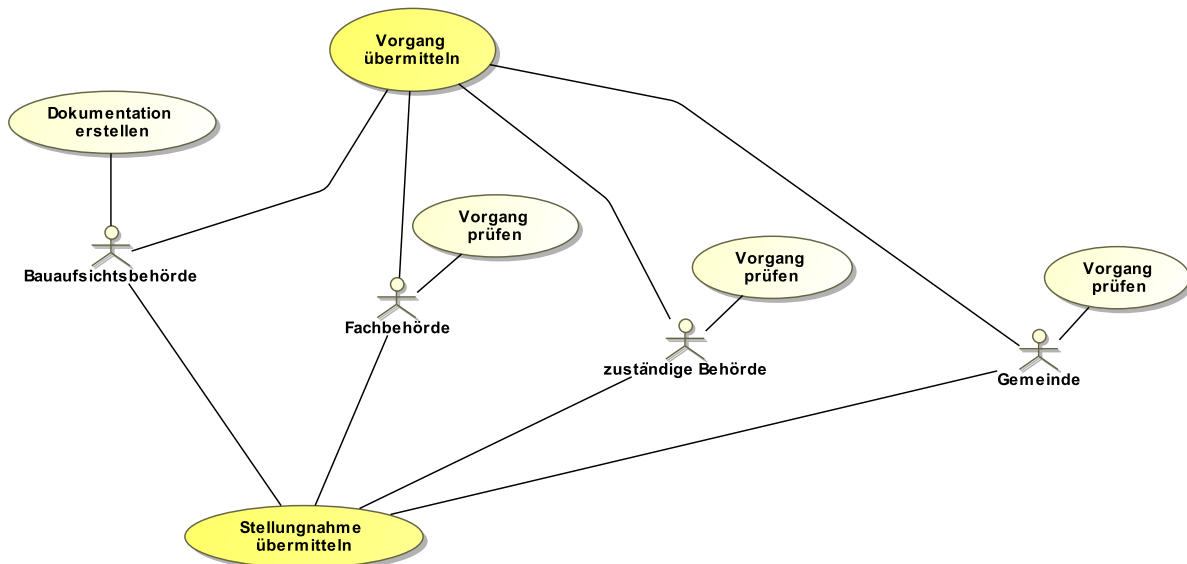 Vorgang
übermitteln
Dokumentation
erstellen
Vorgang
prüfen
Vorgang
prüfen
Vorgang
prüfen
Bauaufsichtsbehörde
Fachbehörde
zuständige Behörde
Gemeinde
Stellungnahme
übermitteln